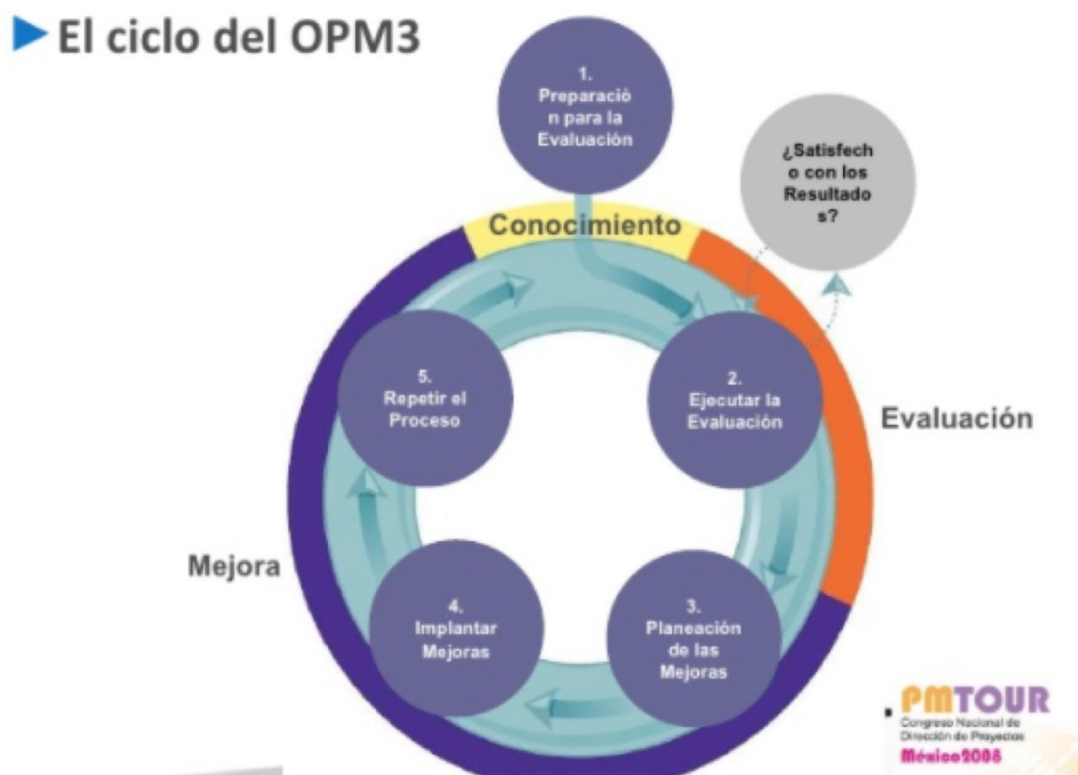 El ciclo del OPM3
1.
Preparació
n para la
Evaluación
¿Satisfech
o con los
Resultado
s?
Conocimiento
5.
Repetir el
Proceso
2.
Ejecutar la
Evaluación
Evaluación
Mejora
4.
Implantar
Mejoras
3.
Planeación
de las
Mejoras
PMTOUR
Congreso Nacional de
Dirección de Proyectos
México2008